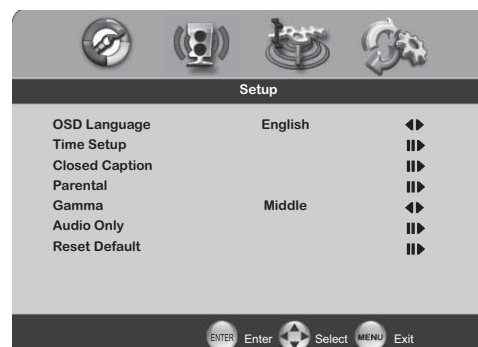 Setup
OSD Language English
Time Setup
Closed Caption
Parental
Gamma Middle
Audio Only
Reset Default
ENTER Enter Select MENU Exit